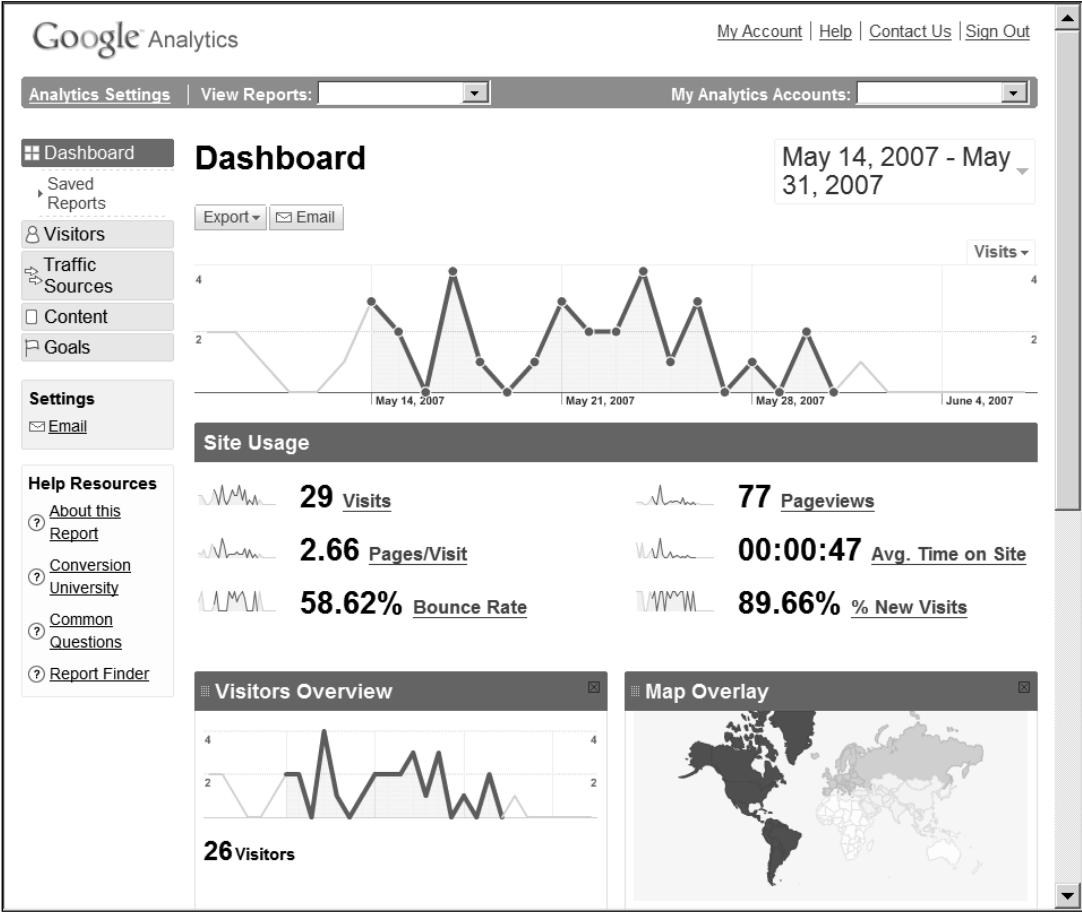 Google Analytics
My Account | Help | Contact Us | Sign Out
Analytics Settings | View Reports:
My Analytics Accounts:
Dashboard
Saved
Reports
Visitors
Traffic
Sources
Content
Goals
Settings
Email
Help Resources
About this
Report
Conversion
University
Common
Questions
Report Finder
Dashboard
May 14, 2007 - May
31, 2007
Export
Email
Visits
4
4
2
2
May 14, 2007
May 21, 2007
May 28, 2007
June 4, 2007
Site Usage
29 Visits
77 Pageviews
2.66 Pages/Visit
00:00:47 Avg. Time on Site
58.62% Bounce Rate
89.66% % New Visits
Visitors Overview
4
4
2
2
26 Visitors
Map Overlay